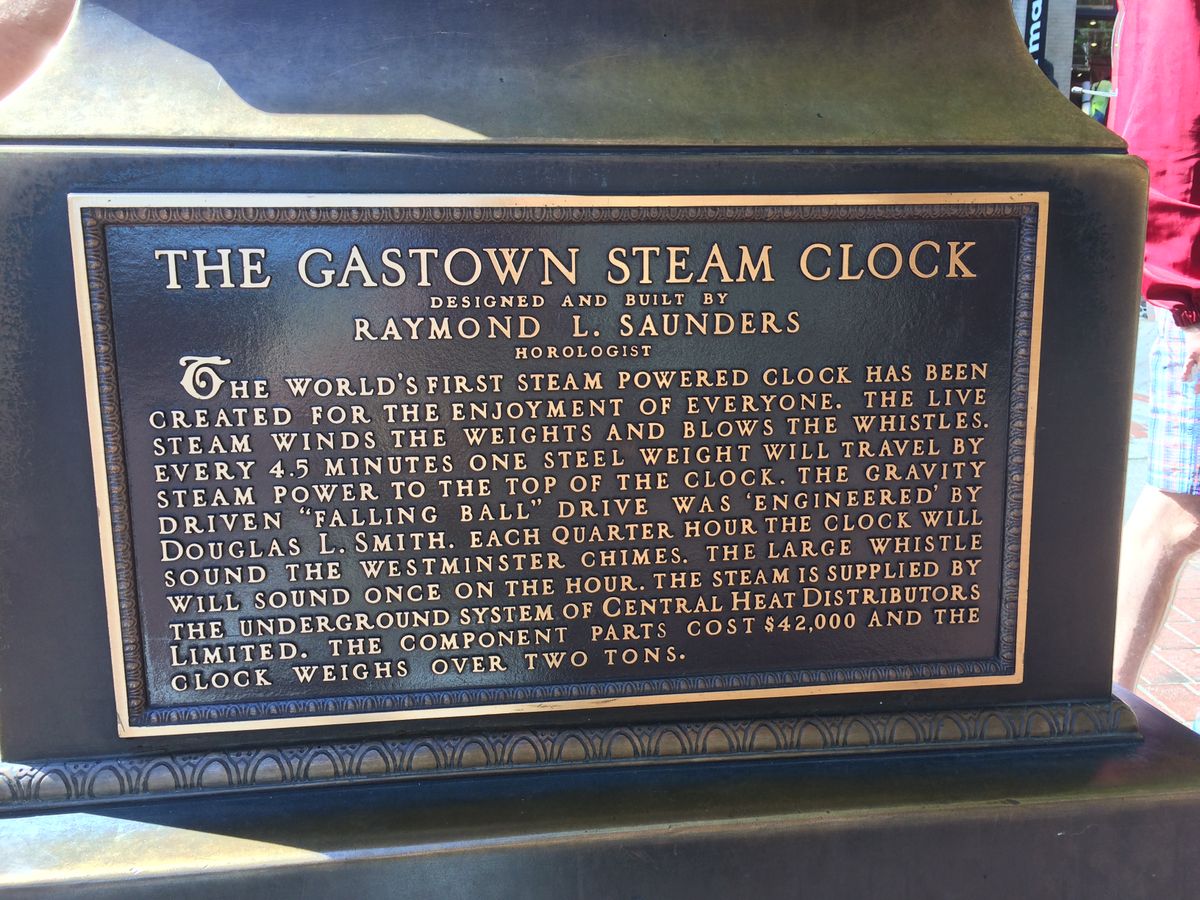 THE GASTOWN STEAM CLOCK
DESIGNED AND BUILT BY
RAYMOND L. SAUNDERS
HOROLOGIST
THE WORLD'S FIRST STEAM POWERED CLOCK HAS BEEN
CREATED FOR THE ENJOYMENT OF EVERYONE. THE LIVE
STEAM WINDS THE WEIGHTS AND BLOWS THE WHISTLES.
EVERY 4.5 MINUTES ONE STEEL WEIGHT WILL TRAVEL BY
STEAM POWER TO THE TOP OF THE CLOCK. THE GRAVITY
DRIVEN "FALLING BALL" DRIVE WAS 'ENGINEERED' BY
DOUGLAS L. SMITH. EACH QUARTER HOUR THE CLOCK WILL
SOUND THE WESTMINSTER CHIMES. THE LARGE WHISTLE
WILL SOUND ONCE ON THE HOUR. THE STEAM IS SUPPLIED BY
THE UNDERGROUND SYSTEM OF CENTRAL HEAT DISTRIBUTORS
LIMITED. THE COMPONENT PARTS COST $42,000 AND THE
CLOCK WEIGHS OVER TWO TONS.